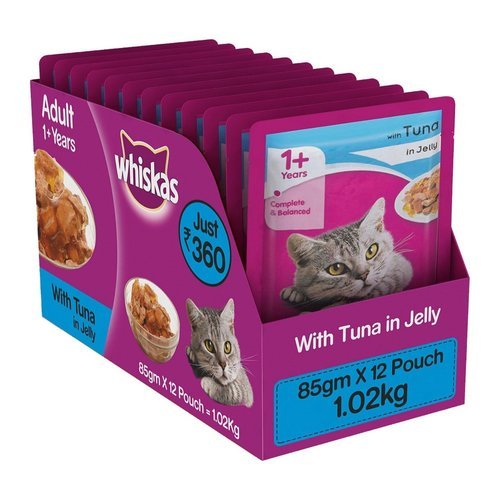 Adult
1+ Years
whiskas
Just
₹360
With Tuna
in Jelly
85gm X 12 Pouch = 1.02Kg
with Tuna
in Jelly
1+
Years
Complete
& Balanced
With Tuna in Jelly
85gm X 12 Pouch
1.02kg